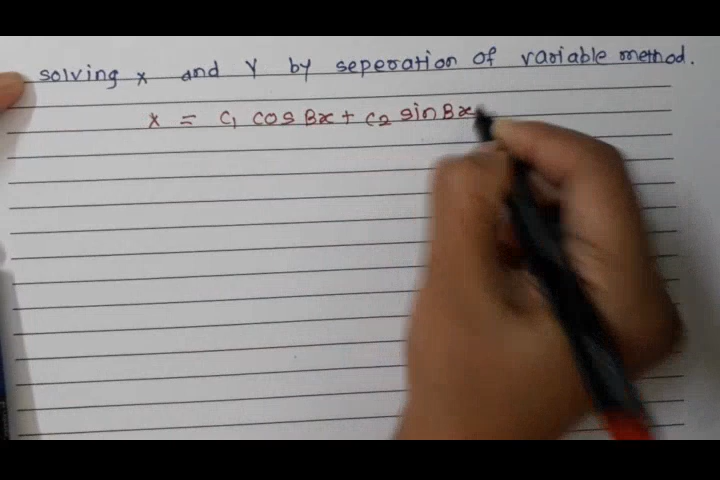 solving x and Y by seperation of variable method.
x = C1 cos Bx + C2 sin Bx